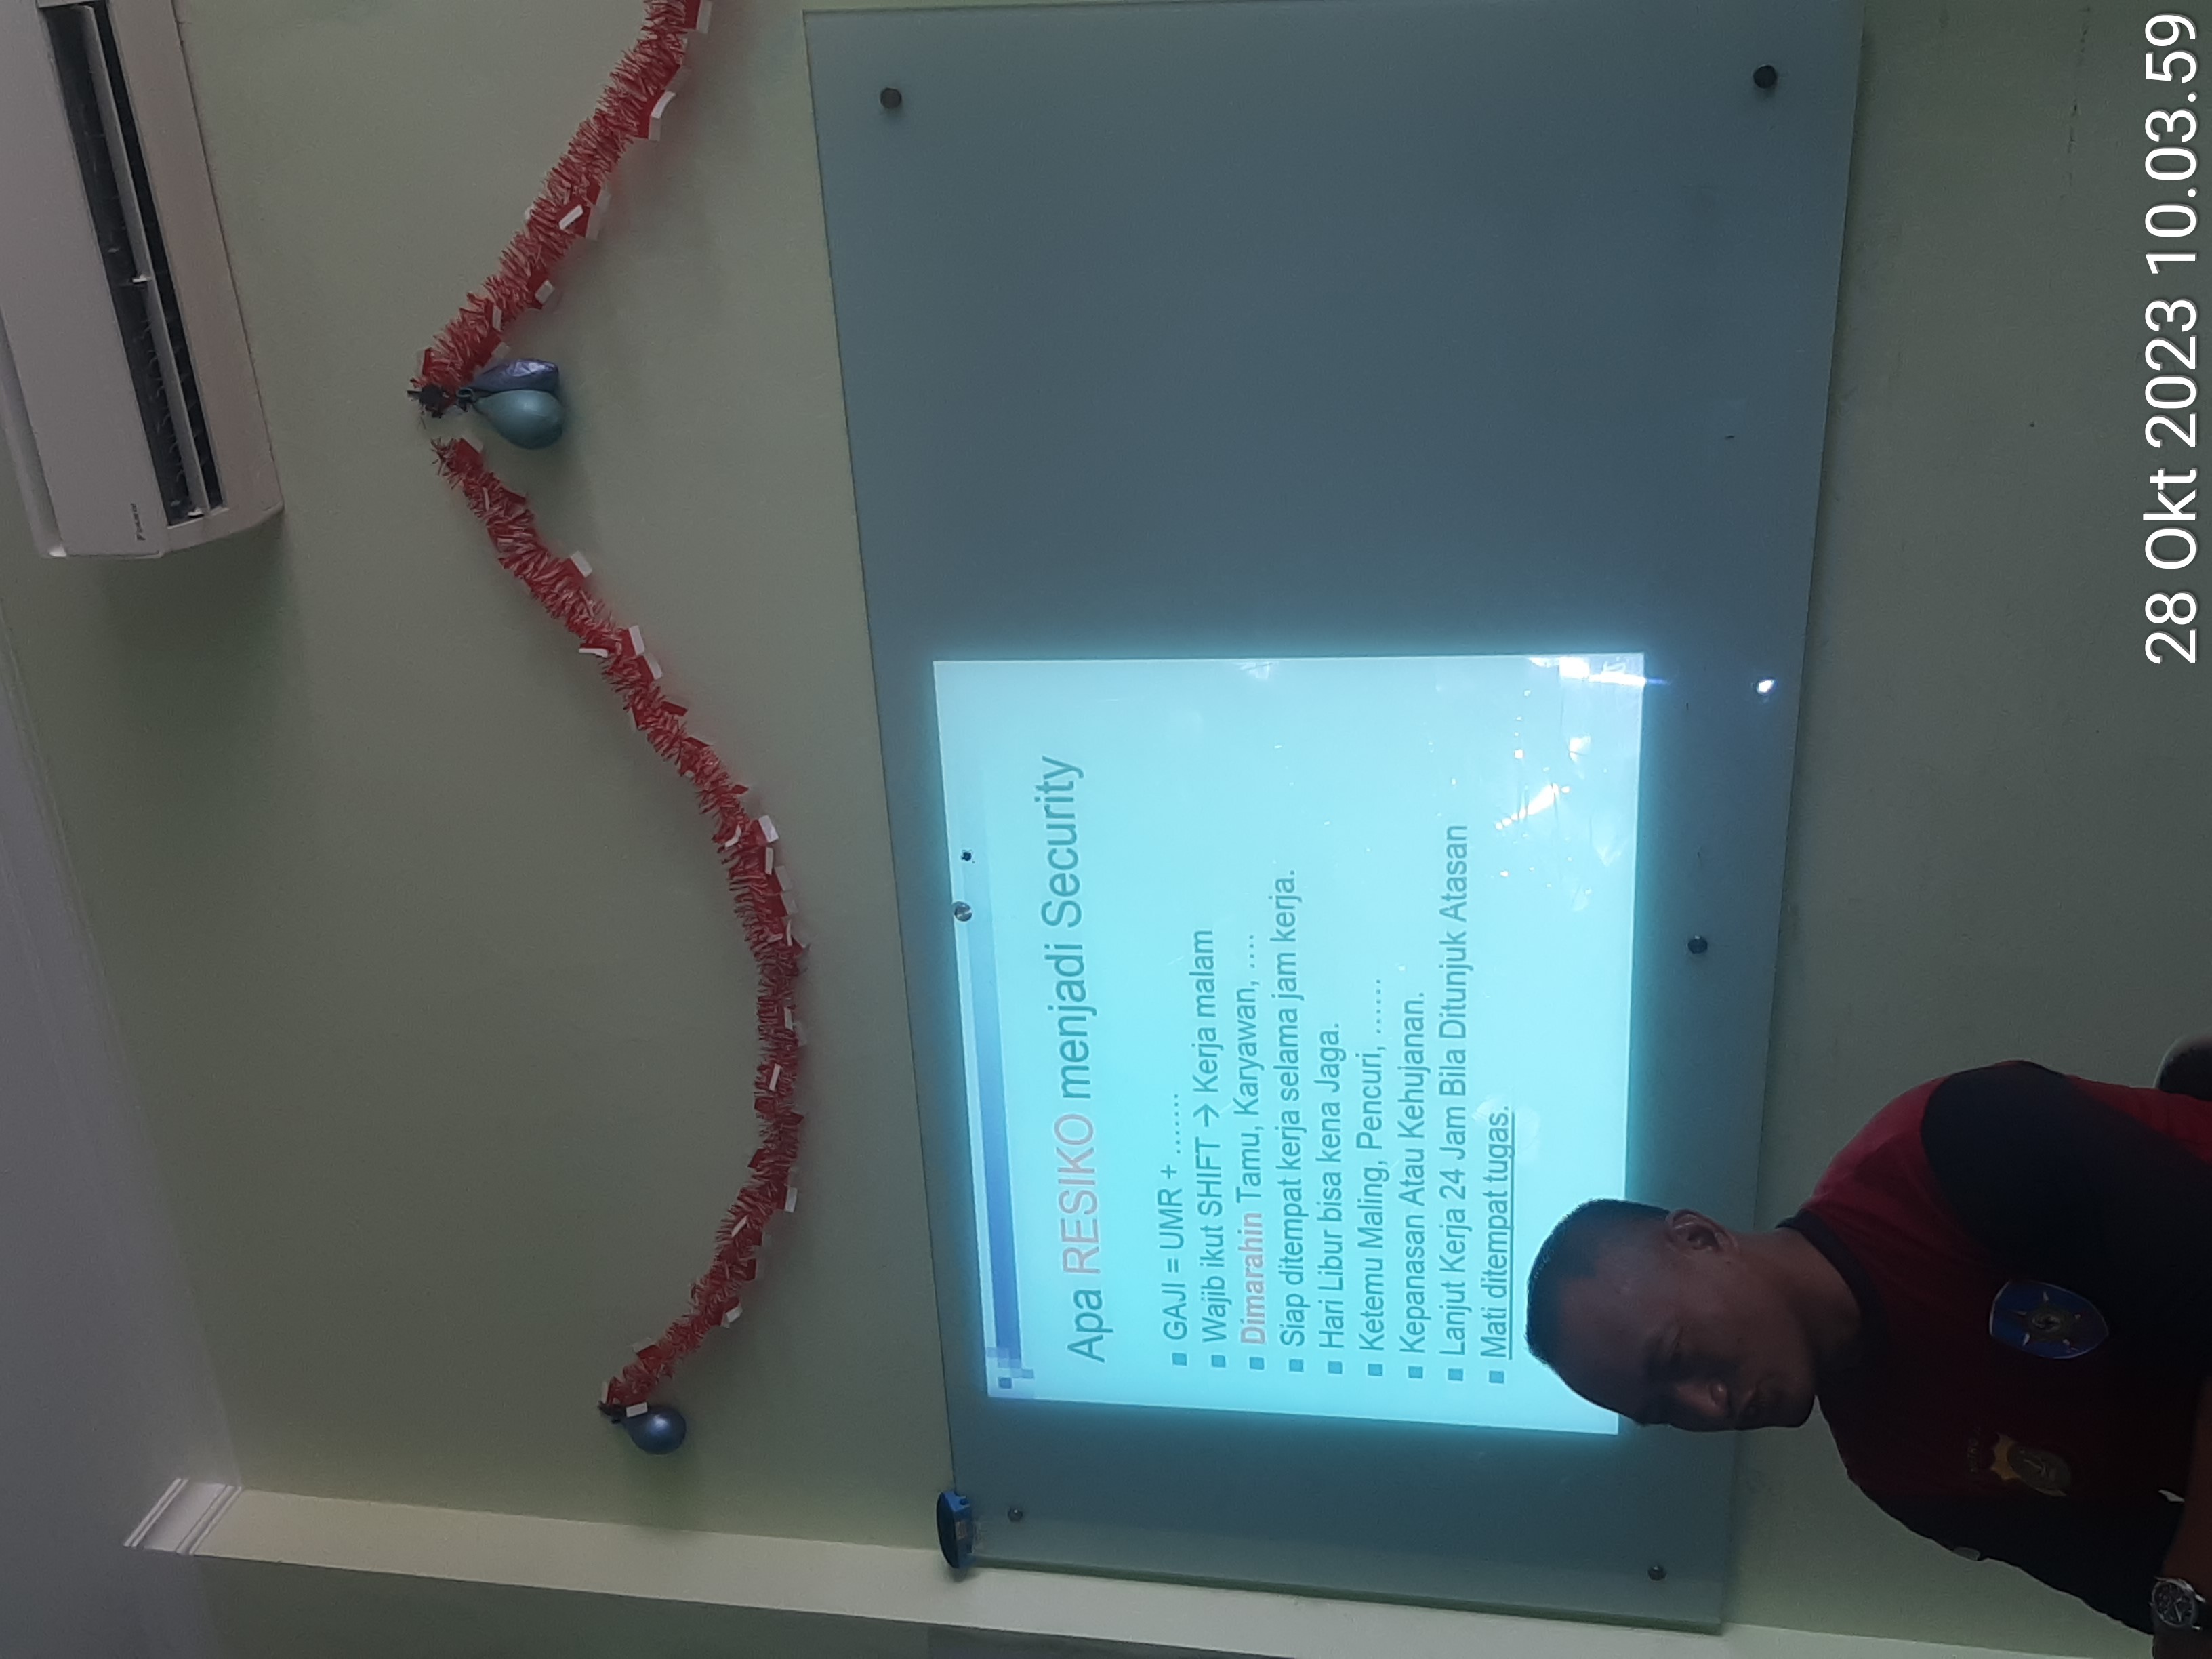 DAIKIN
Apa RESIKO menjadi Security
GAJI = UMR + .......
Wajib ikut SHIFT → Kerja malam
Dimarahin Tamu, Karyawan, ....
Siap ditempat kerja selama jam kerja.
Hari Libur bisa kena Jaga.
Ketemu Maling, Pencuri, ......
Kepanasan Atau Kehujanan.
Lanjut Kerja 24 Jam Bila Ditunjuk Atasan
Mati ditempat tugas.
28 Okt 2023 10.03.59